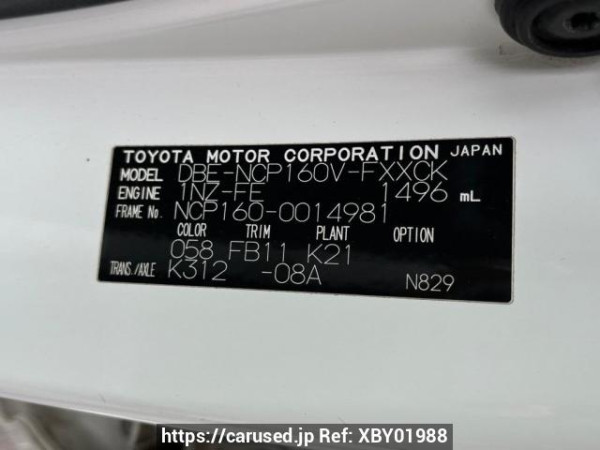 TOYOTA MOTOR CORPORATION JAPAN
MODEL DBE-NCP160V-FXXCK
ENGINE 1NZ-FE 1496 mL
FRAME No. NCP160-0014981
COLOR TRIM PLANT OPTION
058 FB11 K21
TRANS./AXLE K312 -08A N829
https://carused.jp Ref: XBY01988